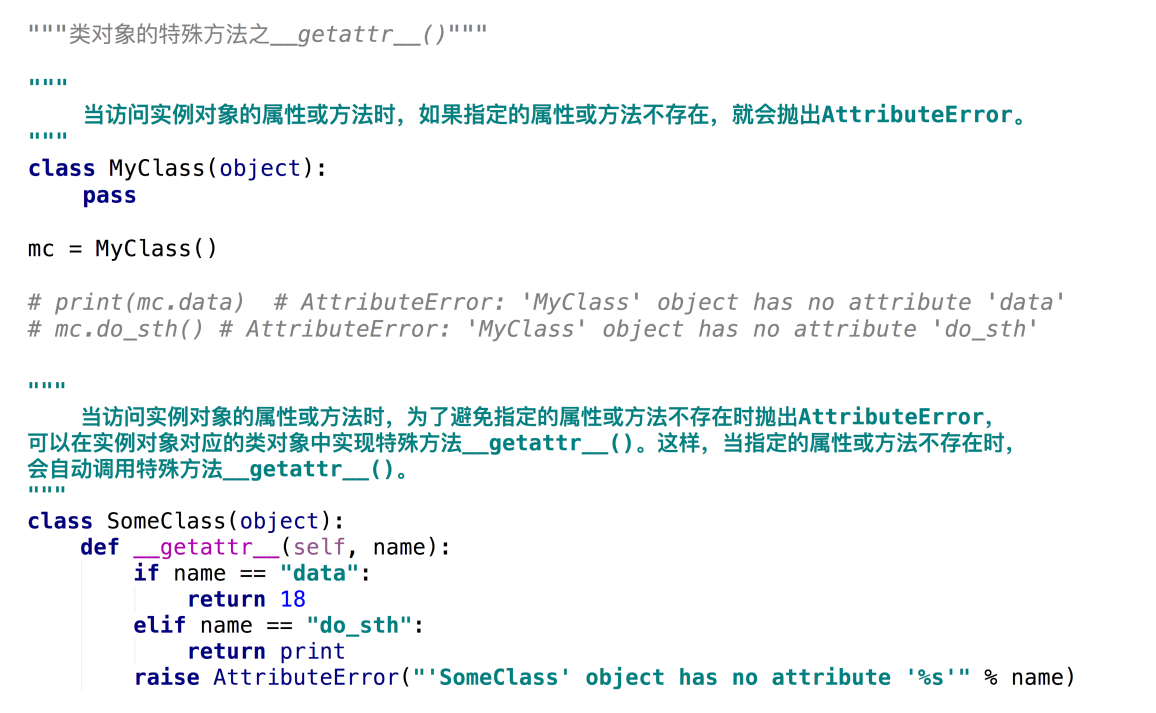 """类对象的特殊方法之__getattr__()"""
"""
    当访问实例对象的属性或方法时，如果指定的属性或方法不存在，就会抛出AttributeError。
"""
class MyClass(object):
    pass
mc = MyClass()
# print(mc.data)  # AttributeError: 'MyClass' object has no attribute 'data'
# mc.do_sth() # AttributeError: 'MyClass' object has no attribute 'do_sth'
"""
    当访问实例对象的属性或方法时，为了避免指定的属性或方法不存在时抛出AttributeError，
可以在实例对象对应的类对象中实现特殊方法__getattr__()。这样，当指定的属性或方法不存在时，
会自动调用特殊方法__getattr__()。
"""
class SomeClass(object):
    def __getattr__(self, name):
        if name == "data":
            return 18
        elif name == "do_sth":
            return print
        raise AttributeError("'SomeClass' object has no attribute '%s'" % name)